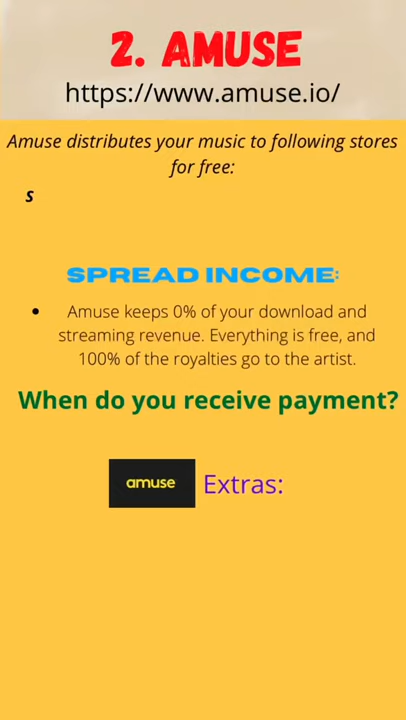 2. AMUSE
https://www.amuse.io/
Amuse distributes your music to following stores
for free:
S
SPREAD INCOME:
• Amuse keeps 0% of your download and
streaming revenue. Everything is free, and
100% of the royalties go to the artist.
When do you receive payment?
amuse Extras: